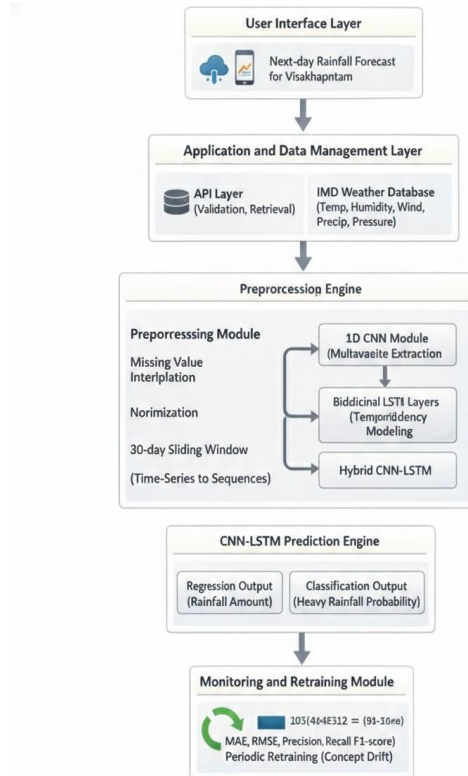 User Interface Layer
Next-day Rainfall Forecast
for Visakhapntam
Application and Data Management Layer
API Layer
(Validation, Retrieval)
IMD Weather Database
(Temp, Humidity, Wind,
Precip, Pressure)
Preprorcession Engine
Preporressing Module
Missing Value
Interlplation
Norimization
30-day Sliding Window
(Time-Series to Sequences)
1D CNN Module
(Multavaeite Extraction
Biddicinal LSTI Layers
Modeling
Hybrid CNN-LSTM
CNN-LSTM Prediction Engine
Regression Output
(Rainfall Amount)
Classification Output
(Heavy Rainfall Probability)
Monitoring and Retraining Module
MAE, RMSE, Precision, Recall F1-score)
Periodic Retraining (Concept Drift)